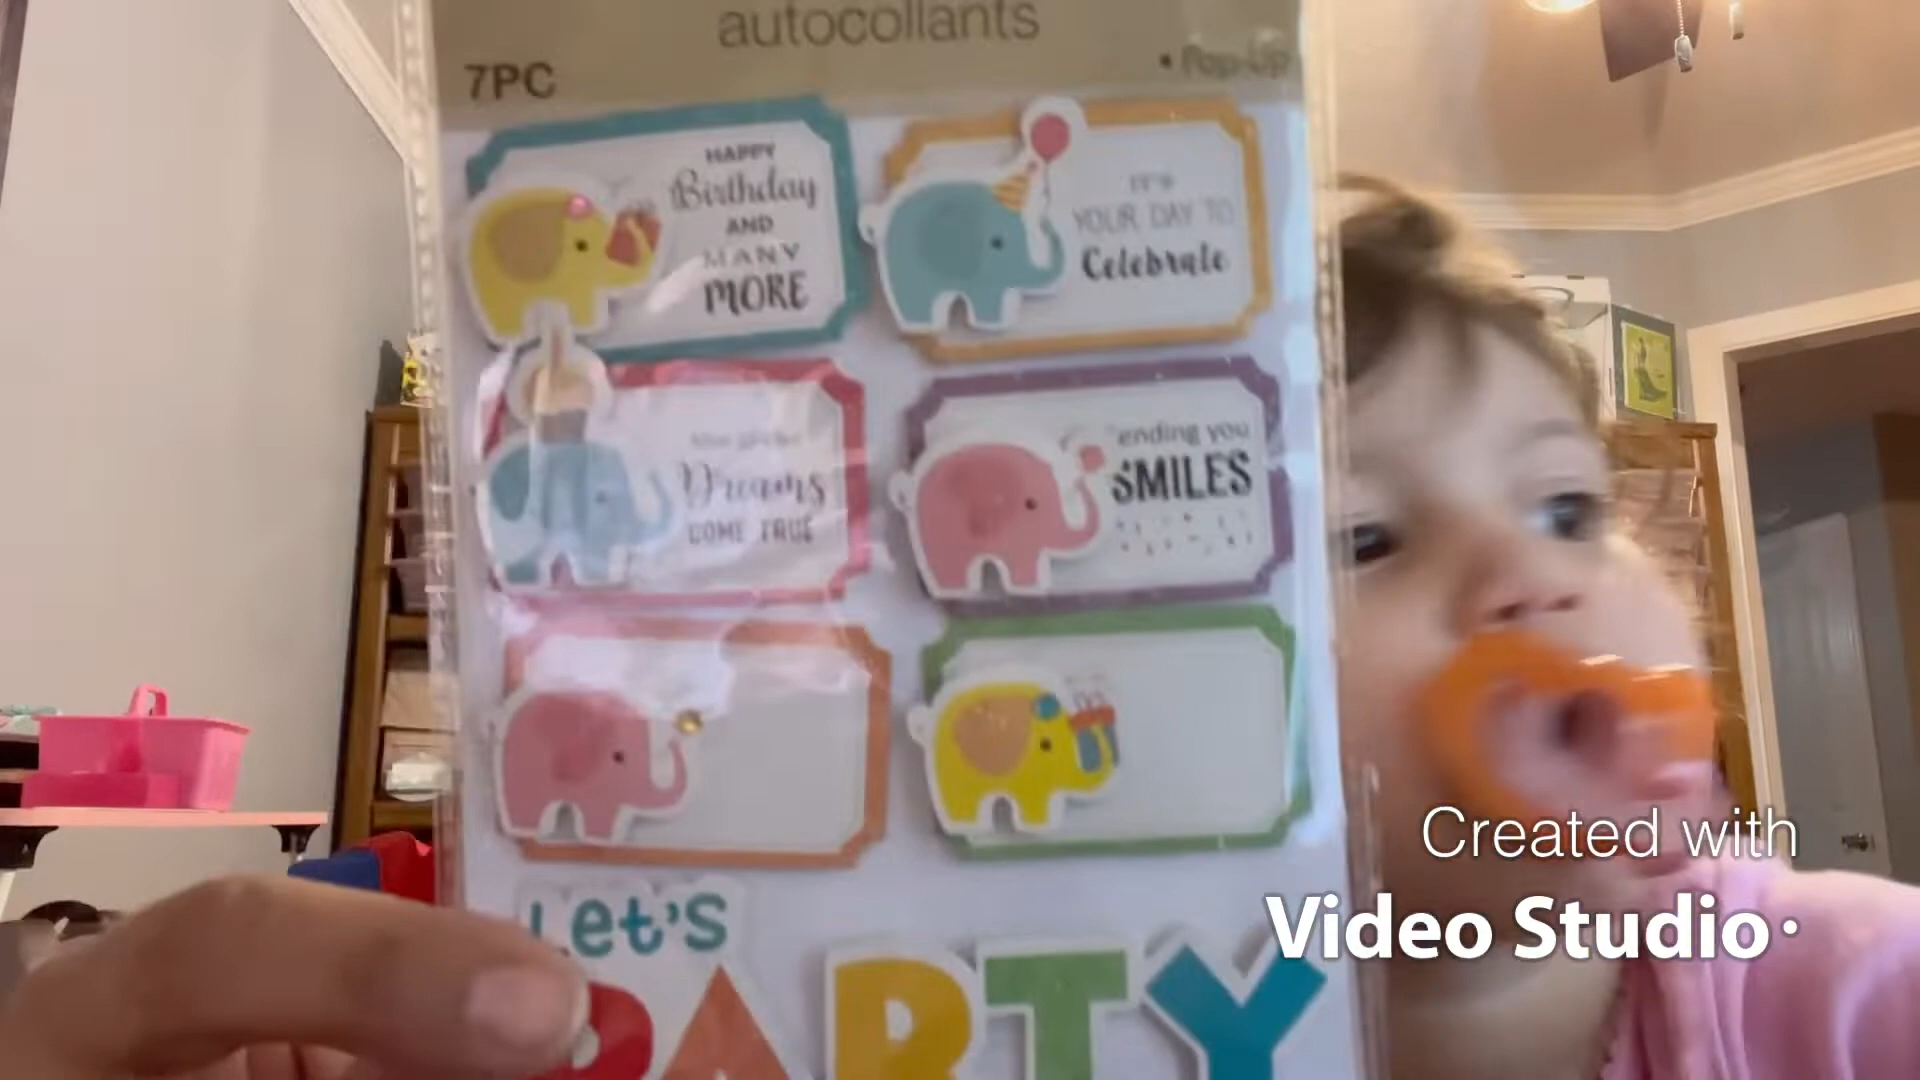 autocollants
7PC
• Pop-Up
HAPPY
Birthday
AND
MANY
MORE
IT'S
YOUR DAY TO
Celebrate
Dreams
COME TRUE
ending you
SMILES
Let's
PARTY
Created with
Video Studio